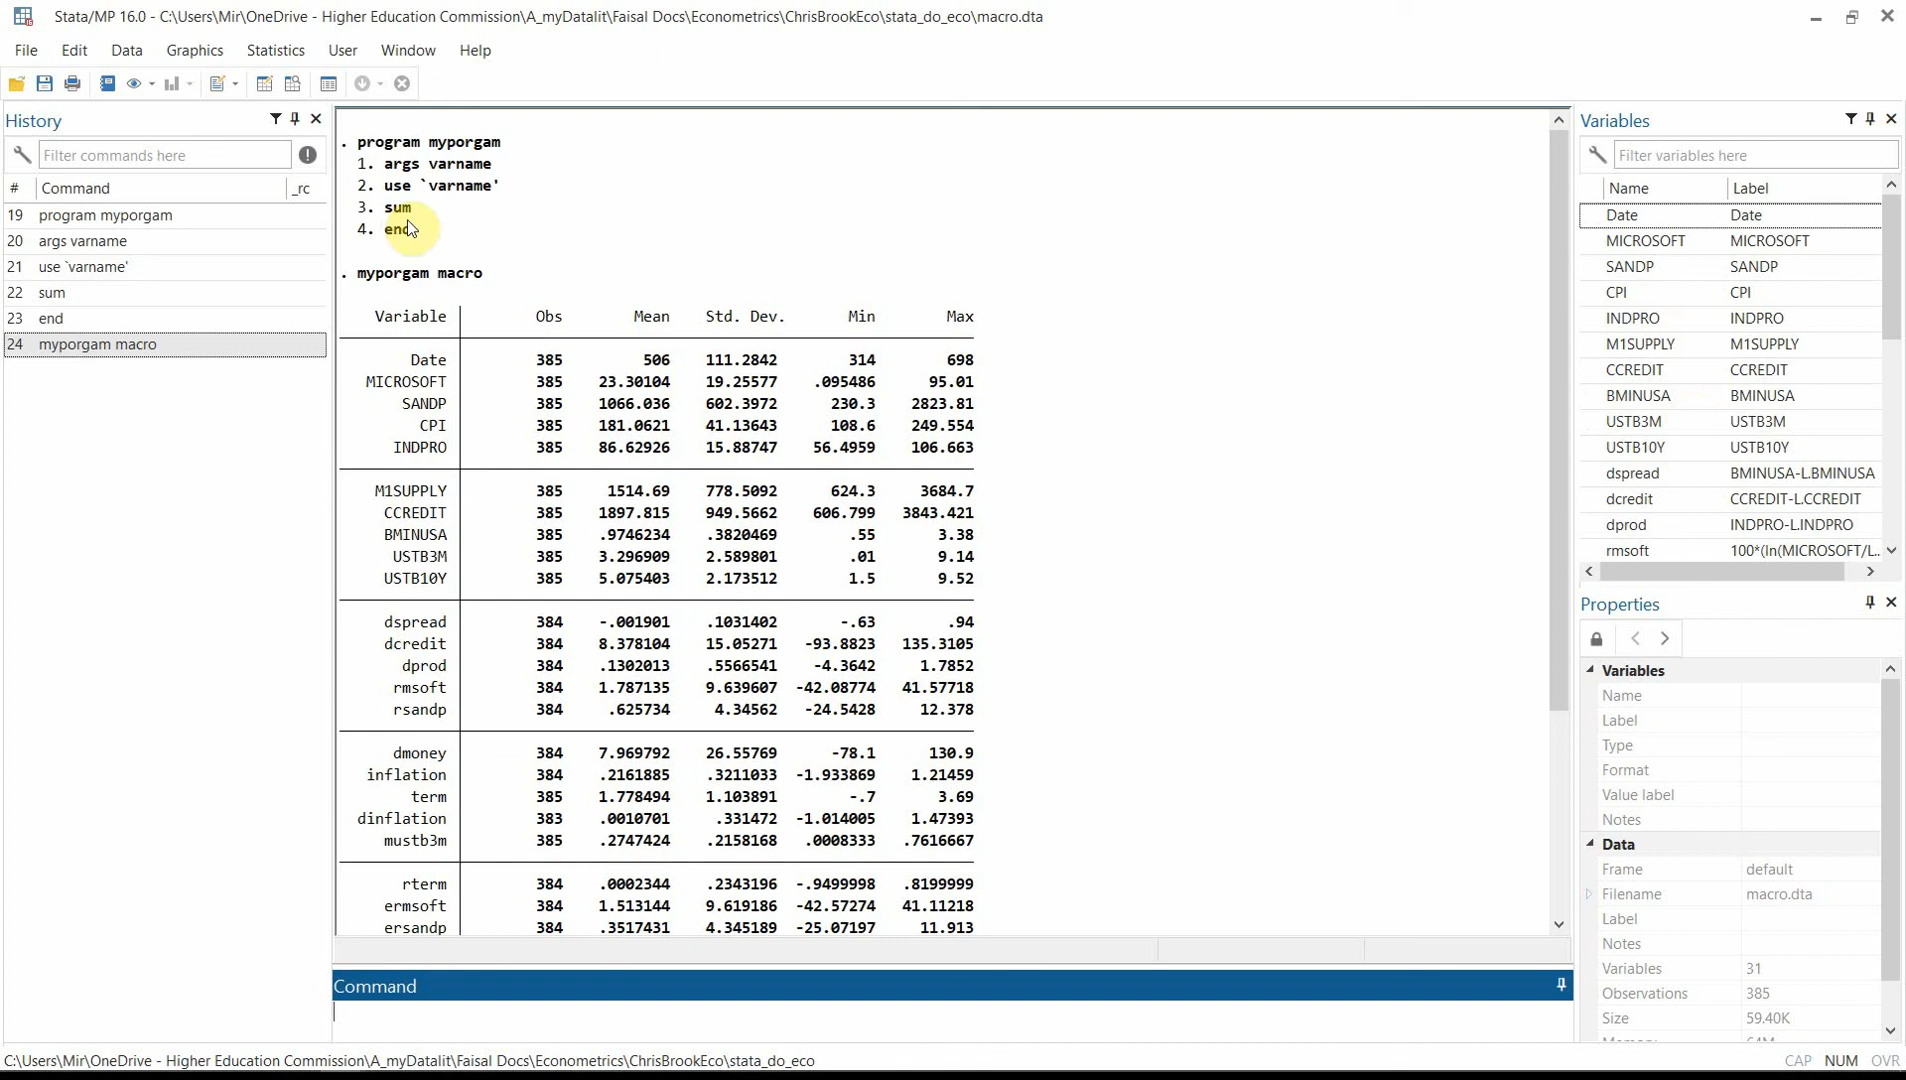 Stata/MP 16.0 - C:\Users\Mir\OneDrive - Higher Education Commission\A_myDatalit\Faisal Docs\Econometrics\ChrisBrookEco\stata_do_eco\macro.dta
File Edit Data Graphics Statistics User Window Help
History
Filter commands here
# Command _rc
19 program myporgam
20 args varname
21 use `varname'
22 sum
23 end
24 myporgam macro
. program myporgam
1. args varname
2. use `varname'
3. sum
4. end
. myporgam macro
Variable Obs Mean Std. Dev. Min Max
Date 385 506 111.2842 314 698
MICROSOFT 385 23.30104 19.25577 .095486 95.01
SANDP 385 1066.036 602.3972 230.3 2823.81
CPI 385 181.0621 41.13643 108.6 249.554
INDPRO 385 86.62926 15.88747 56.4959 106.663
M1SUPPLY 385 1514.69 778.5092 624.3 3684.7
CCREDIT 385 1897.815 949.5662 606.799 3843.421
BMINUSA 385 .9746234 .3820469 .55 3.38
USTB3M 385 3.296909 2.589801 .01 9.14
USTB10Y 385 5.075403 2.173512 1.5 9.52
dspread 384 -.001901 .1031402 -.63 .94
dcredit 384 8.378104 15.05271 -93.8823 135.3105
dprod 384 .1302013 .5566541 -4.3642 1.7852
rmsoft 384 1.787135 9.639607 -42.08774 41.57718
rsandp 384 .625734 4.34562 -24.5428 12.378
dmoney 384 7.969792 26.55769 -78.1 130.9
inflation 384 .2161885 .3211033 -1.933869 1.21459
term 385 1.778494 1.103891 -.7 3.69
dinflation 383 .0010701 .331472 -1.014005 1.47393
mustb3m 385 .2747424 .2158168 .0008333 .7616667
rterm 384 .0002344 .2343196 -.9499998 .8199999
ermsoft 384 1.513144 9.619186 -42.57274 41.11218
ersandp 384 .3517431 4.345189 -25.07197 11.913
Command
Variables
Filter variables here
Name Label
Date Date
MICROSOFT MICROSOFT
SANDP SANDP
CPI CPI
INDPRO INDPRO
M1SUPPLY M1SUPPLY
CCREDIT CCREDIT
BMINUSA BMINUSA
USTB3M USTB3M
USTB10Y USTB10Y
dspread BMINUSA-L.BMINUSA
dcredit CCREDIT-L.CCREDIT
dprod INDPRO-L.INDPRO
rmsoft 100*(ln(MICROSOFT/L..
Properties
Variables
Name
Label
Type
Format
Value label
Notes
Data
Frame default
Filename macro.dta
Label
Notes
Variables 31
Observations 385
Size 59.40K
C:\Users\Mir\OneDrive - Higher Education Commission\A_myDatalit\Faisal Docs\Econometrics\ChrisBrookEco\stata_do_eco
CAP NUM OVR